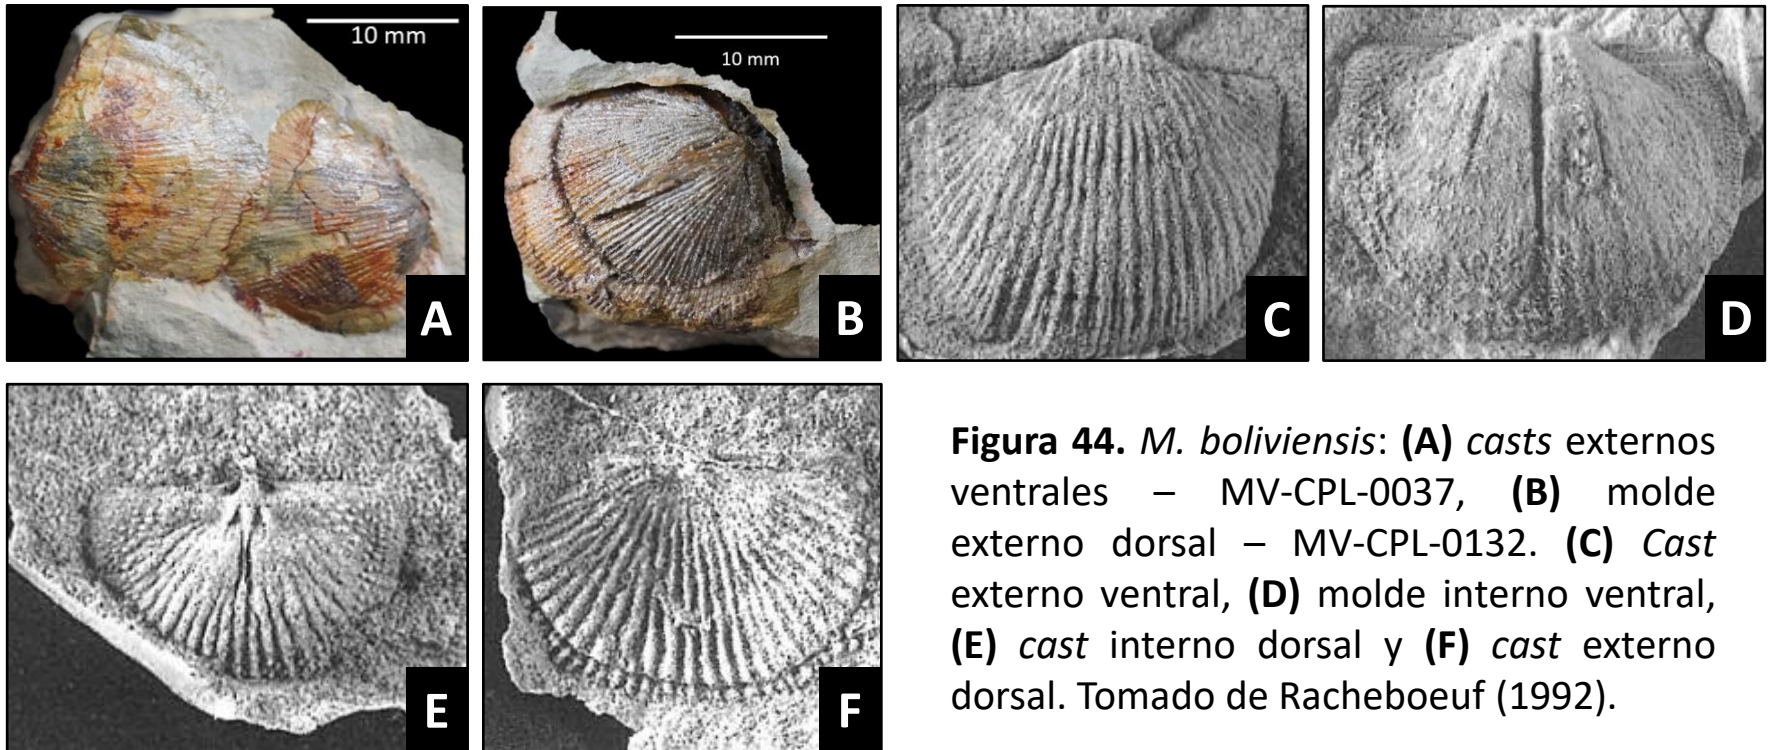 10 mm
A
10 mm
B
C
D
E
F
Figura 44. M. boliviensis: (A) casts externos
ventrales – MV-CPL-0037, (B) molde
externo dorsal – MV-CPL-0132. (C) Cast
externo ventral, (D) molde interno ventral,
(E) cast interno dorsal y (F) cast externo
dorsal. Tomado de Racheboeuf (1992).